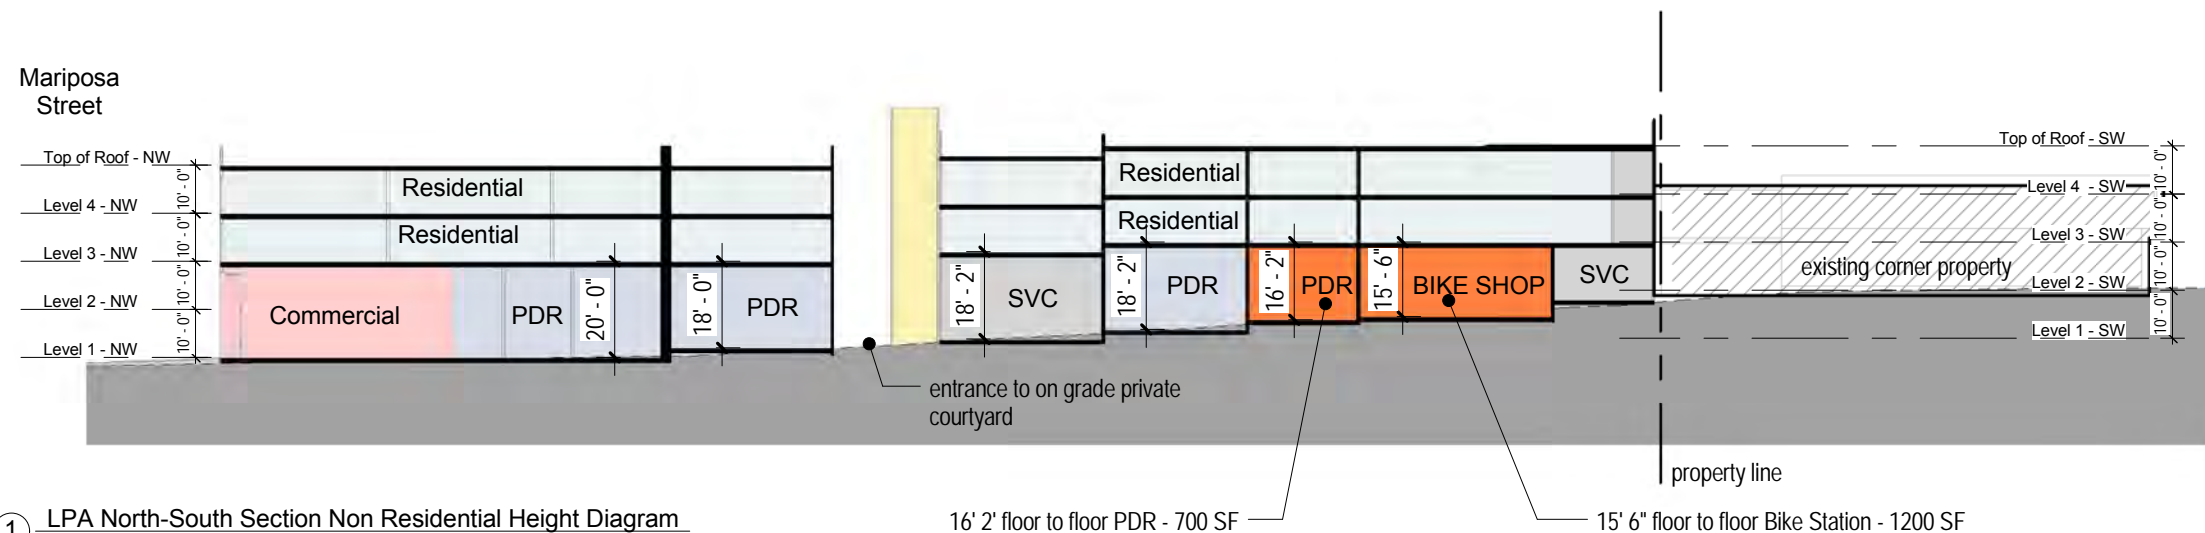 Mariposa
Street
Top of Roof - NW
Level 4 - NW
Level 3 - NW
Level 2 - NW
Level 1 - NW
10' - 0"
10' - 0"
10' - 0"
10' - 0"
Residential
Residential
Commercial
PDR
20' - 0"
18' - 0"
PDR
18' - 2"
SVC
Residential
Residential
18' - 2"
PDR
16' - 2"
PDR
15' - 6"
BIKE SHOP
SVC
existing corner property
Top of Roof - SW
Level 4 - SW
Level 3 - SW
Level 2 - SW
Level 1 - SW
10' - 0"
10' - 0"
10' - 0"
10' - 0"
entrance to on grade private
courtyard
property line
1
LPA North-South Section Non Residential Height Diagram
16' 2' floor to floor PDR - 700 SF
15' 6" floor to floor Bike Station - 1200 SF